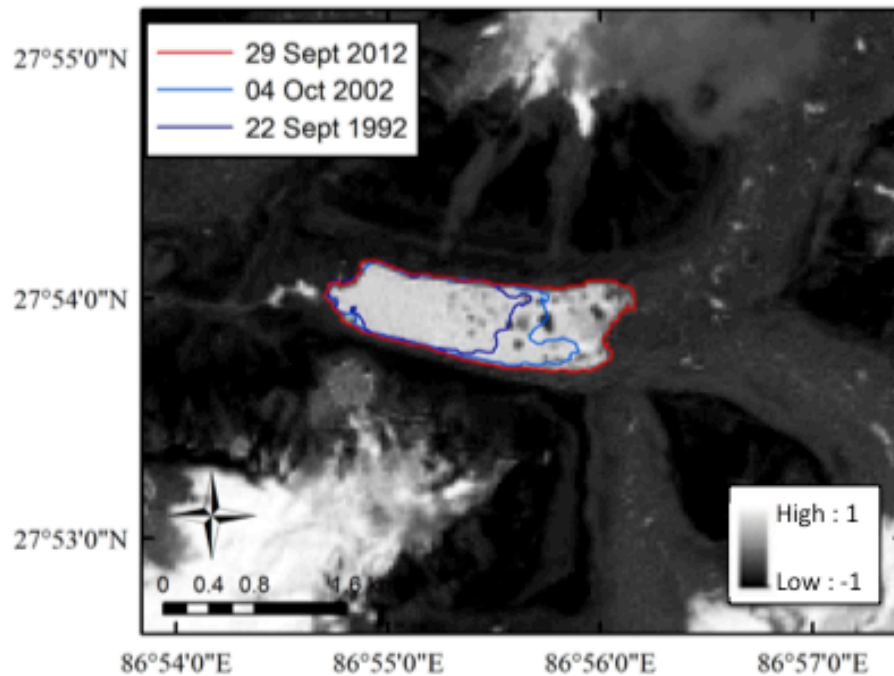 29 Sept 2012
04 Oct 2002
22 Sept 1992
27°55'0"N
27°54'0"N
27°53'0"N
High : 1
Low : -1
0 0.4 0.8 1.6
86°54'0"E 86°55'0"E 86°56'0"E 86°57'0"E